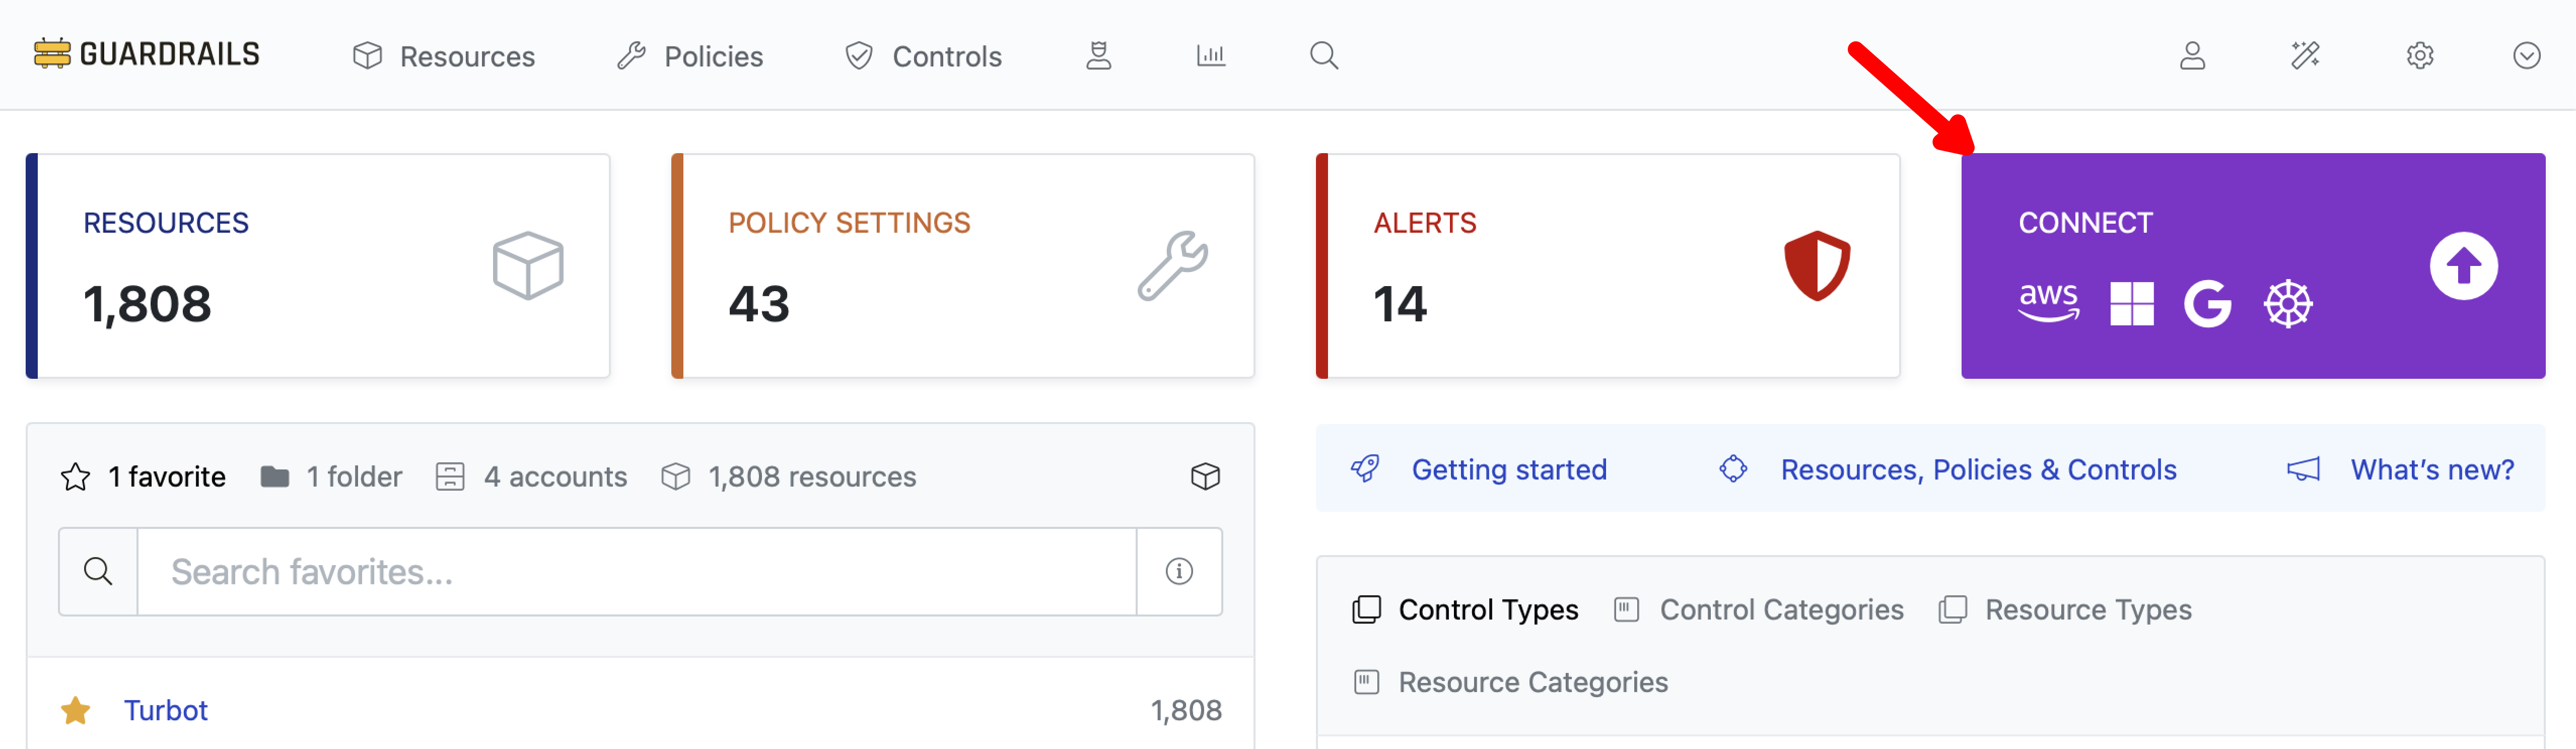 GUARDRAILS Resources Policies Controls
RESOURCES
1,808
POLICY SETTINGS
43
ALERTS
14
CONNECT
aws
1 favorite 1 folder 4 accounts 1,808 resources
Search favorites...
Turbot 1,808
Getting started Resources, Policies & Controls What's new?
Control Types Control Categories Resource Types
Resource Categories